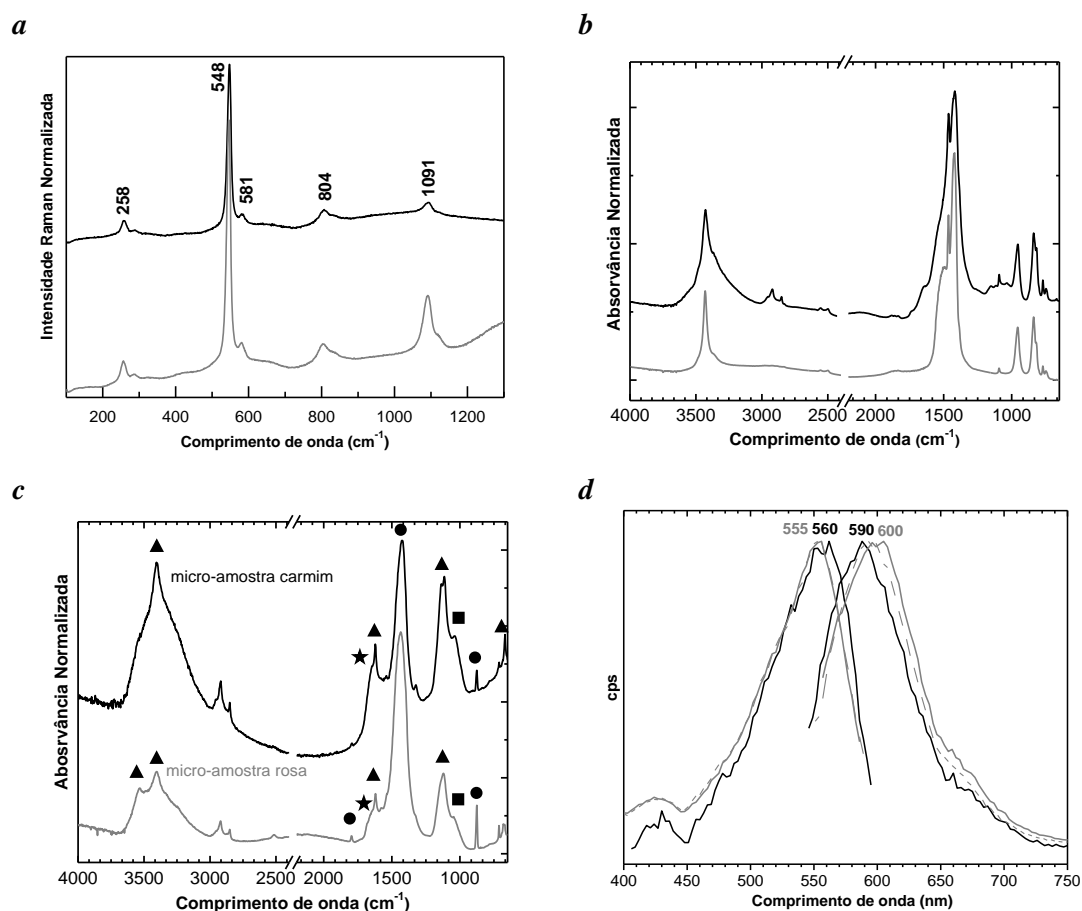 a
548
258
581
804
1091
Intensidade Raman Normalizada
200 400 600 800 1000 1200
Comprimento de onda (cm-1)
b
Absorvância Normalizada
4000 3500 3000 2500 2000 1500 1000
Comprimento de onda (cm-1)
c
micro-amostra carmim
micro-amostra rosa
Abosrvância Normalizada
4000 3500 3000 2500 2000 1500 1000
Comprimento de onda (cm-1)
d
555 560 590 600
cps
400 450 500 550 600 650 700 750
Comprimento de onda (nm)